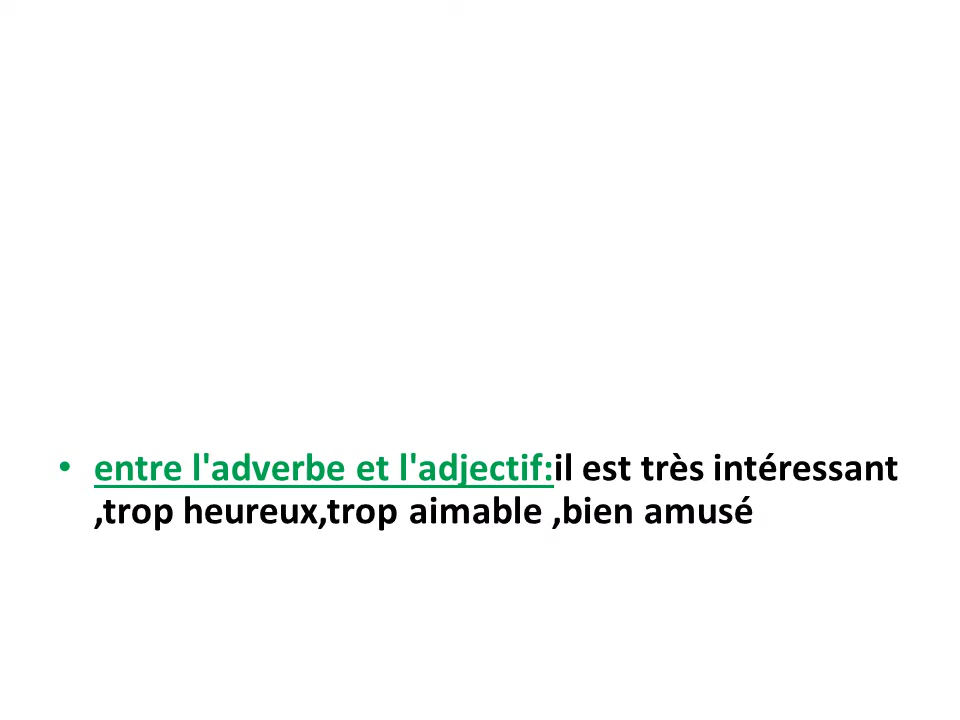 • entre l'adverbe et l'adjectif:il est très intéressant
,trop heureux,trop aimable ,bien amusé